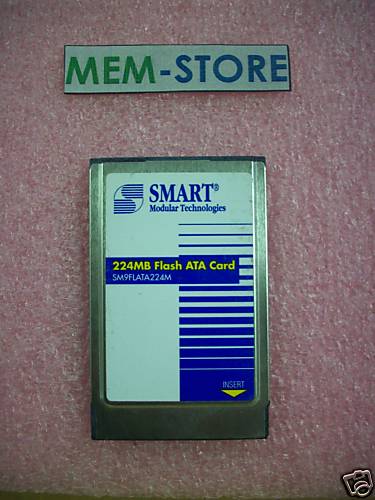 MEM-STORE
SMART®
Modular Technologies
224MB Flash ATA Card
SM9FLATA224M
INSERT